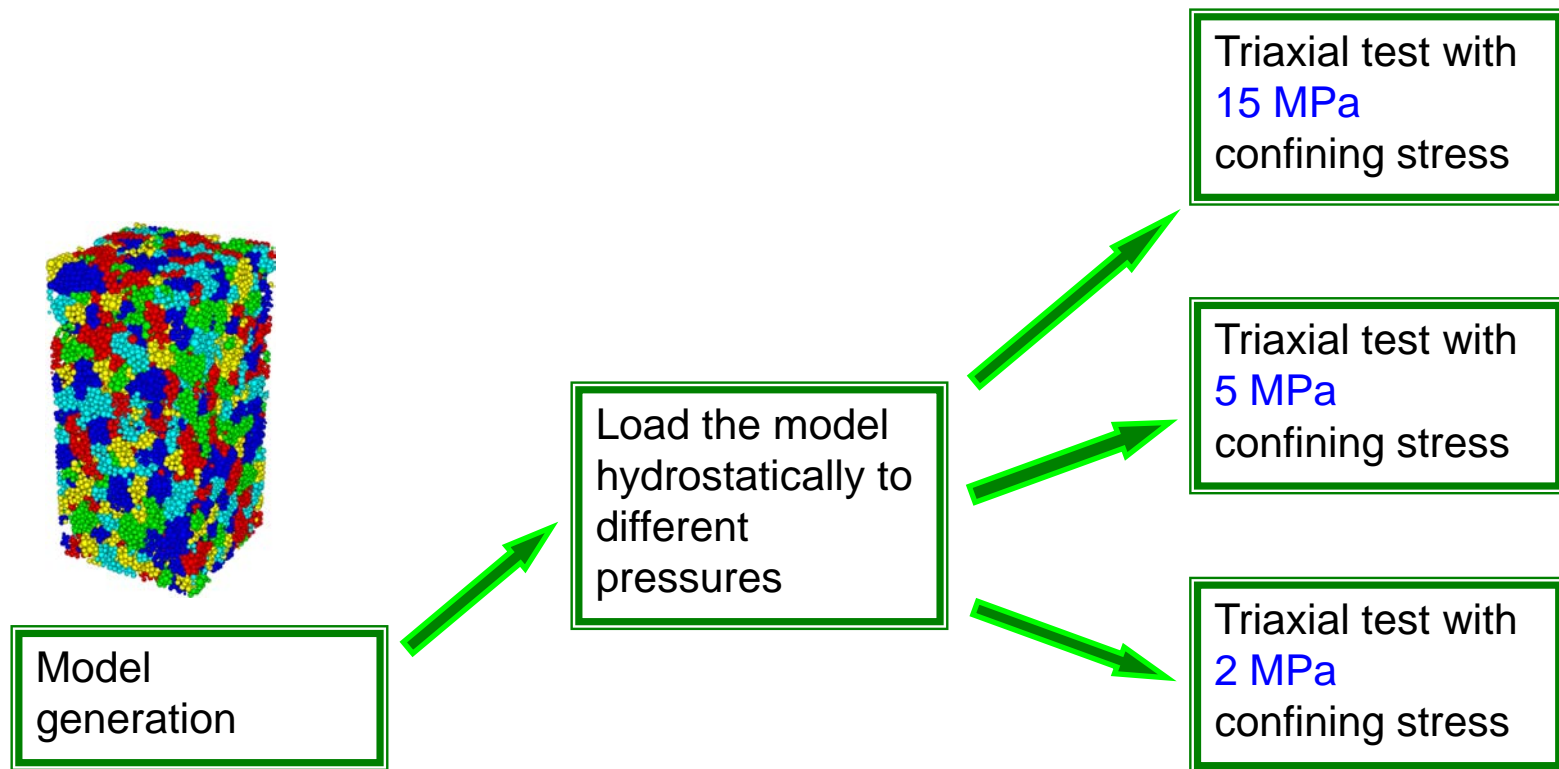 Model
generation
Load the model
hydrostatically to
different
pressures
Triaxial test with
15 MPa
confining stress
Triaxial test with
5 MPa
confining stress
Triaxial test with
2 MPa
confining stress